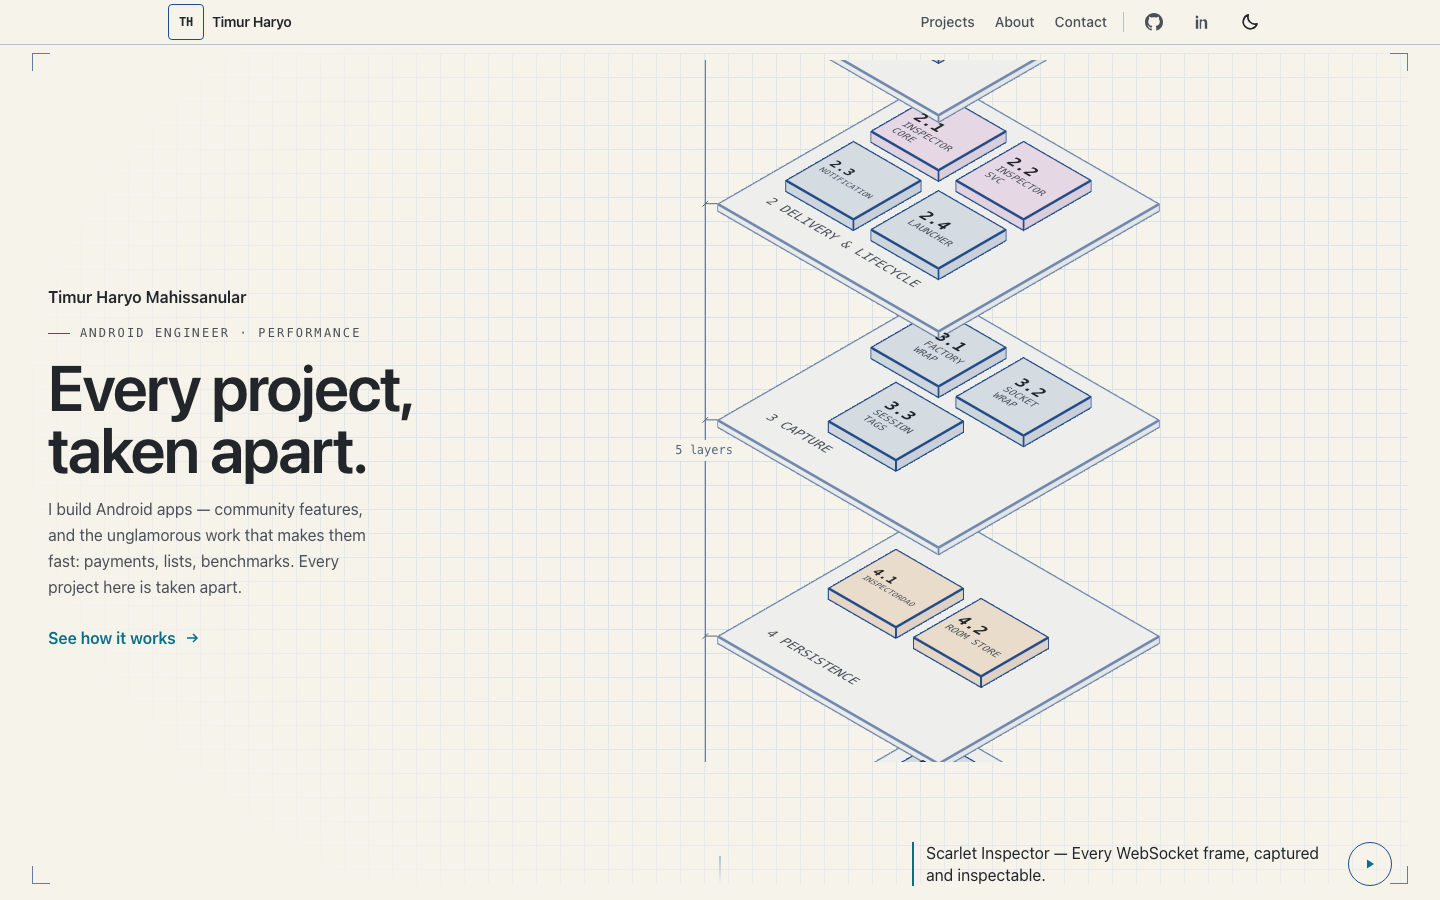 TH Timur Haryo
Projects About Contact
in
Timur Haryo Mahissanular
ANDROID ENGINEER · PERFORMANCE
Every project,
taken apart.
I build Android apps — community features,
and the unglamorous work that makes them
fast: payments, lists, benchmarks. Every
project here is taken apart.
See how it works →
5 layers
2.1
INSPECTOR
CORE
2.2
INSPECTOR
SVC
2.3
NOTIFICATION
2.4
LAUNCHER
2 DELIVERY & LIFECYCLE
3.1
FACTORY
WRAP
3.2
SOCKET
WRAP
3.3
SESSION
TAGS
3 CAPTURE
4.1
INSPECTORDAO
4.2
ROOM STORE
4 PERSISTENCE
Scarlet Inspector — Every WebSocket frame, captured
and inspectable.